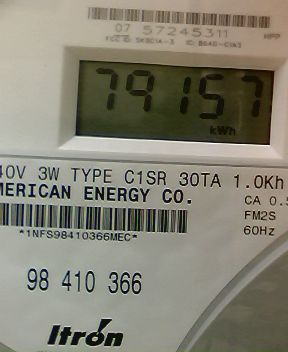 07 57245311
79157
kWh
3W TYPE C1SR 30TA 1.0Kh
MERICAN ENERGY CO.
CA 0.5
FM2S
60Hz
*1NFS98410366MEC*
98 410 366
Itron